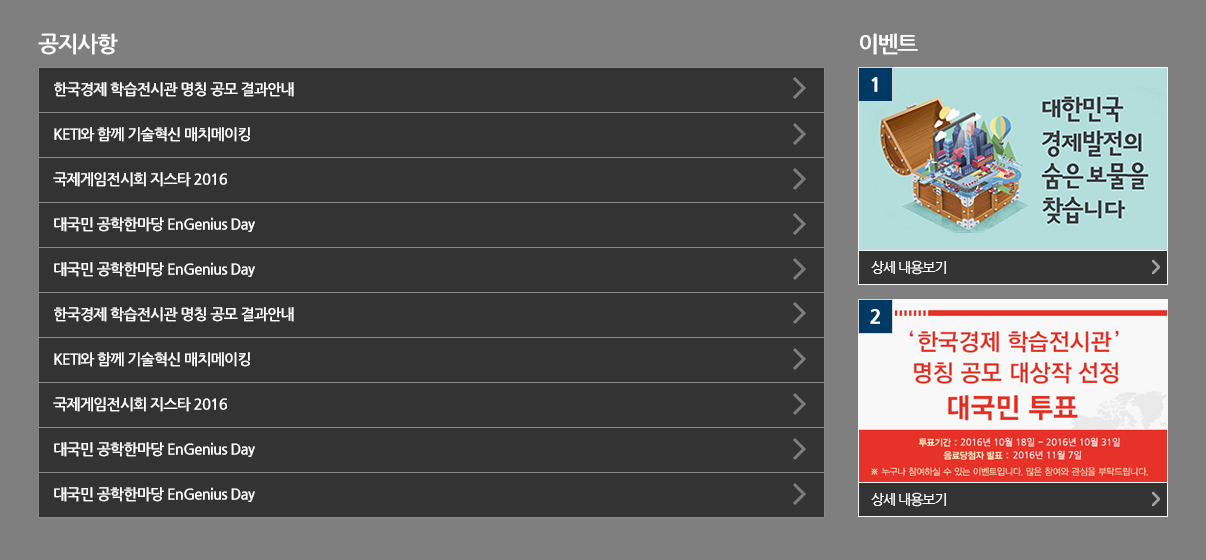 공지사항
한국경제 학습전시관 명칭 공모 결과안내
KETI와 함께 기술혁신 매치메이킹
국제게임전시회 지스타 2016
대국민 공학한마당 EnGenius Day
대국민 공학한마당 EnGenius Day
한국경제 학습전시관 명칭 공모 결과안내
KETI와 함께 기술혁신 매치메이킹
국제게임전시회 지스타 2016
대국민 공학한마당 EnGenius Day
대국민 공학한마당 EnGenius Day
이벤트
1
대한민국
경제발전의
숨은 보물을
찾습니다
상세 내용보기
2
‘한국경제 학습전시관’
명칭 공모 대상작 선정
대국민 투표
투표기간 : 2016년 10월 18일 ~ 2016년 10월 31일
음료당첨자 발표 : 2016년 11월 7일
※ 누구나 참여하실 수 있는 이벤트입니다. 많은 참여와 관심을 부탁드립니다.
상세 내용보기